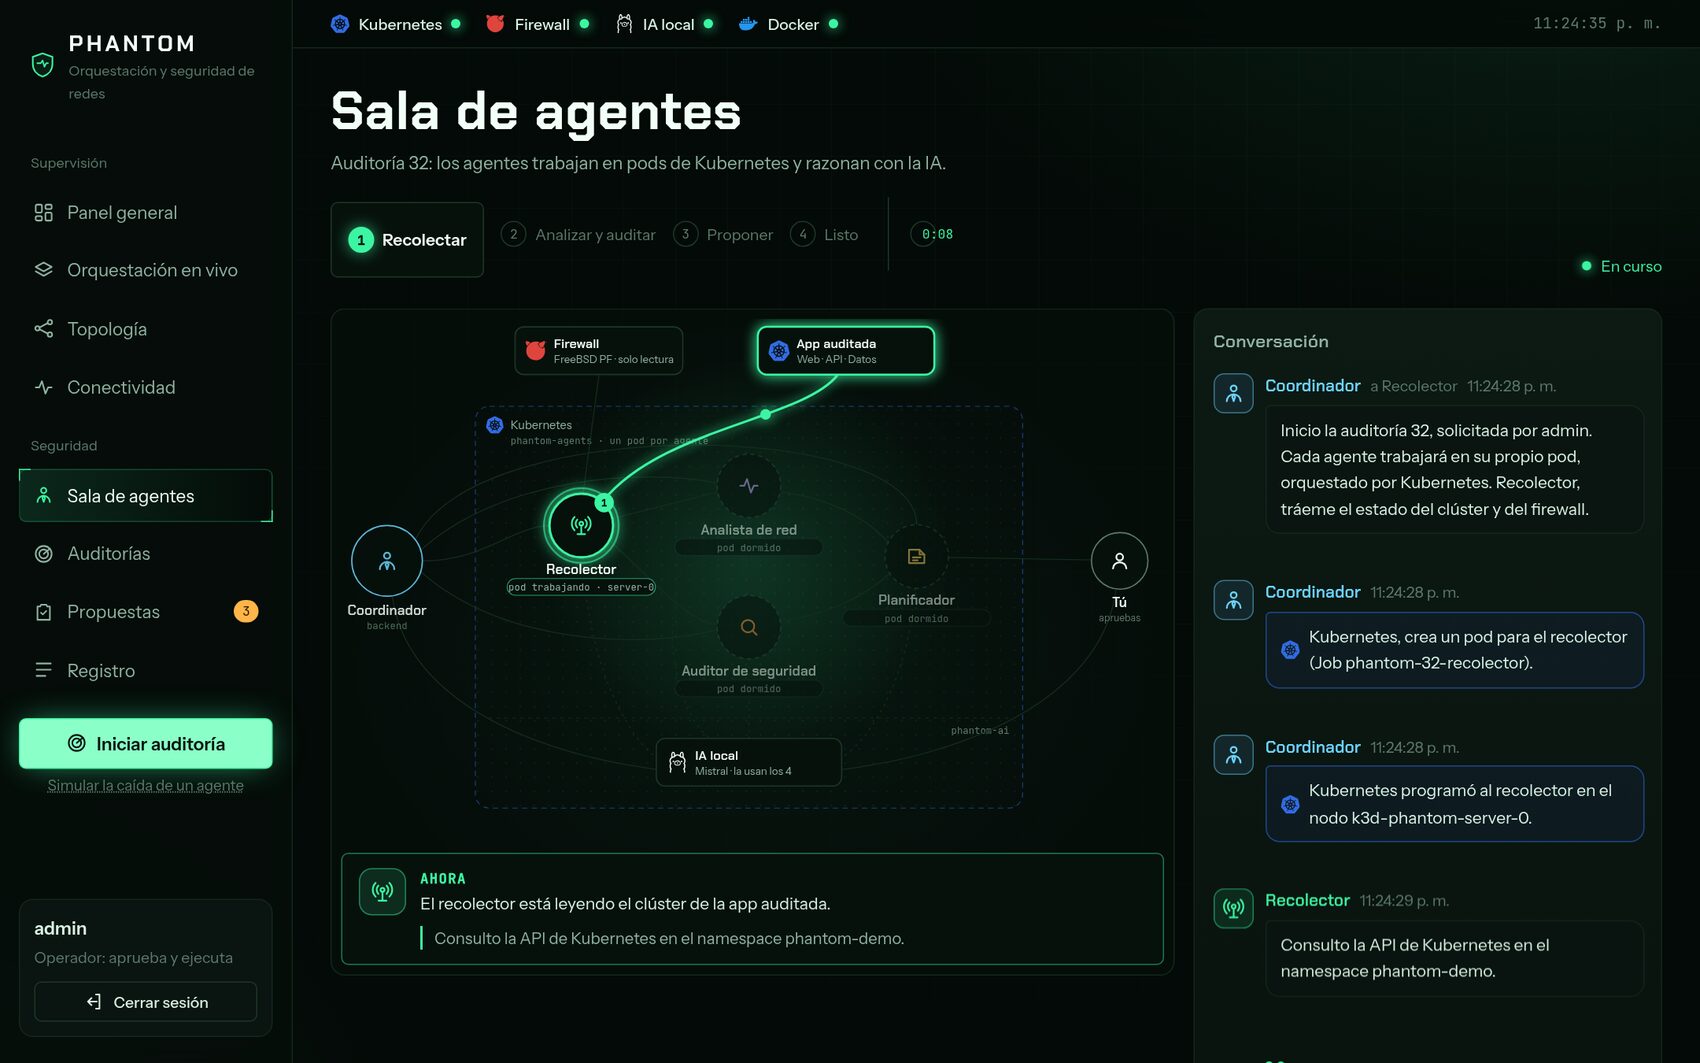 PHANTOM
Orquestación y seguridad de
redes
Supervisión
Panel general
Orquestación en vivo
Topología
Conectividad
Seguridad
Sala de agentes
Auditorías
Propuestas
3
Registro
Iniciar auditoría
Simular la caída de un agente
admin
Operador: aprueba y ejecuta
Cerrar sesión
Kubernetes
Firewall
IA local
Docker
11:24:35 p. m.
Sala de agentes
Auditoría 32: los agentes trabajan en pods de Kubernetes y razonan con la IA.
1 Recolectar
2 Analizar y auditar
3 Proponer
4 Listo
0:08
En curso
Firewall
FreeBSD PF · solo lectura
App auditada
Web · API · Datos
Kubernetes
phantom-agents · un pod por agente
1
Recolector
pod trabajando · server-0
Analista de red
pod dormido
Coordinador
backend
Planificador
pod dormido
Tú
apruebas
Auditor de seguridad
pod dormido
phantom-ai
IA local
Mistral · la usan los 4
AHORA
El recolector está leyendo el clúster de la app auditada.
Consulto la API de Kubernetes en el namespace phantom-demo.
Conversación
Coordinador a Recolector 11:24:28 p. m.
Inicio la auditoría 32, solicitada por admin.
Cada agente trabajará en su propio pod,
orquestado por Kubernetes. Recolector,
tráeme el estado del clúster y del firewall.
Coordinador 11:24:28 p. m.
Kubernetes, crea un pod para el recolector
(Job phantom-32-recolector).
Coordinador 11:24:28 p. m.
Kubernetes programó al recolector en el
nodo k3d-phantom-server-0.
Recolector 11:24:29 p. m.
Consulto la API de Kubernetes en el
namespace phantom-demo.